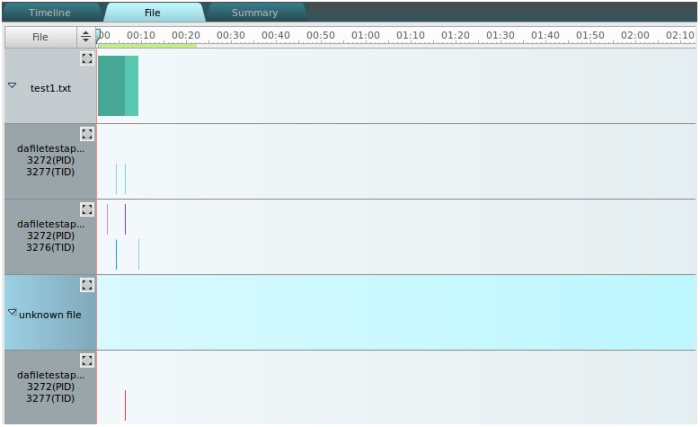 Timeline File Summary
File 00 00:10 00:20 00:30 00:40 00:50 01:00 01:10 01:20 01:30 01:40 01:50 02:00 02:10
test1.txt
dafiletestap...
3272(PID)
3277(TID)
dafiletestap...
3272(PID)
3276(TID)
unknown file
dafiletestap...
3272(PID)
3277(TID)